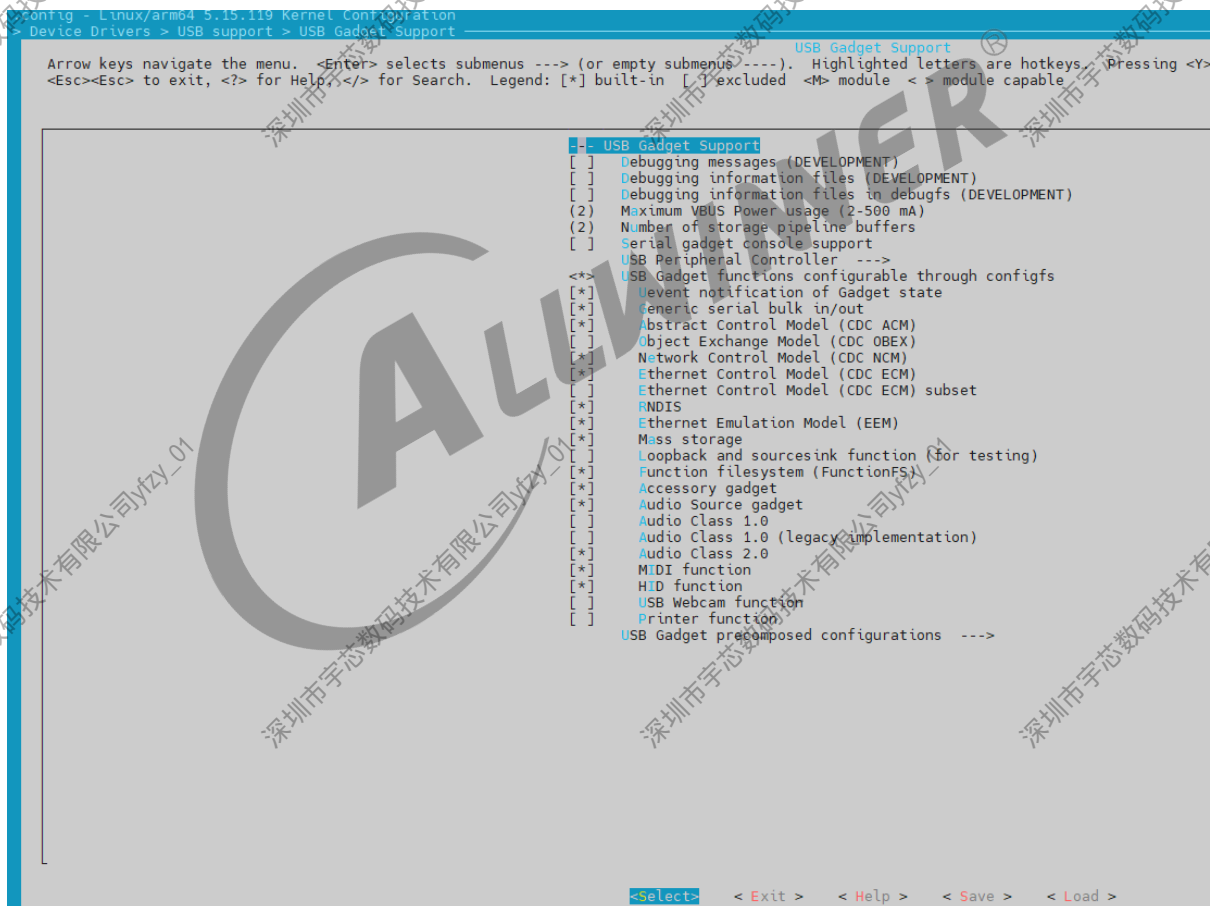 .config - Linux/arm64 5.15.119 Kernel Configuration
> Device Drivers > USB support > USB Gadget Support
USB Gadget Support
Arrow keys navigate the menu. <Enter> selects submenus ---> (or empty submenus ----). Highlighted letters are hotkeys. Pressing <Y>
<Esc><Esc> to exit, <?> for Help, </> for Search. Legend: [*] built-in [ ] excluded <M> module < > module capable
--- USB Gadget Support
[ ] Debugging messages (DEVELOPMENT)
[ ] Debugging information files (DEVELOPMENT)
[ ] Debugging information files in debugfs (DEVELOPMENT)
(2) Maximum VBUS Power usage (2-500 mA)
(2) Number of storage pipeline buffers
[ ] Serial gadget console support
USB Peripheral Controller --->
<*> USB Gadget functions configurable through configfs
[*] Uevent notification of Gadget state
[*] Generic serial bulk in/out
[*] Abstract Control Model (CDC ACM)
[ ] Object Exchange Model (CDC OBEX)
[*] Network Control Model (CDC NCM)
[*] Ethernet Control Model (CDC ECM)
[ ] Ethernet Control Model (CDC ECM) subset
[*] RNDIS
[*] Ethernet Emulation Model (EEM)
[*] Mass storage
[ ] Loopback and sourcesink function (for testing)
[*] Function filesystem (FunctionFS)
[*] Accessory gadget
[*] Audio Source gadget
[ ] Audio Class 1.0
[ ] Audio Class 1.0 (legacy implementation)
[*] Audio Class 2.0
[*] MIDI function
[*] HID function
[ ] USB Webcam function
[ ] Printer function
USB Gadget precomposed configurations --->
<Select> < Exit > < Help > < Save > < Load >
ALLWINNER®
深圳市宇芯数码技术有限公司yfzy_01
深圳市宇芯数码技术有限公司yfzy_01
深圳市宇芯数码技术有限公司yfzy_01